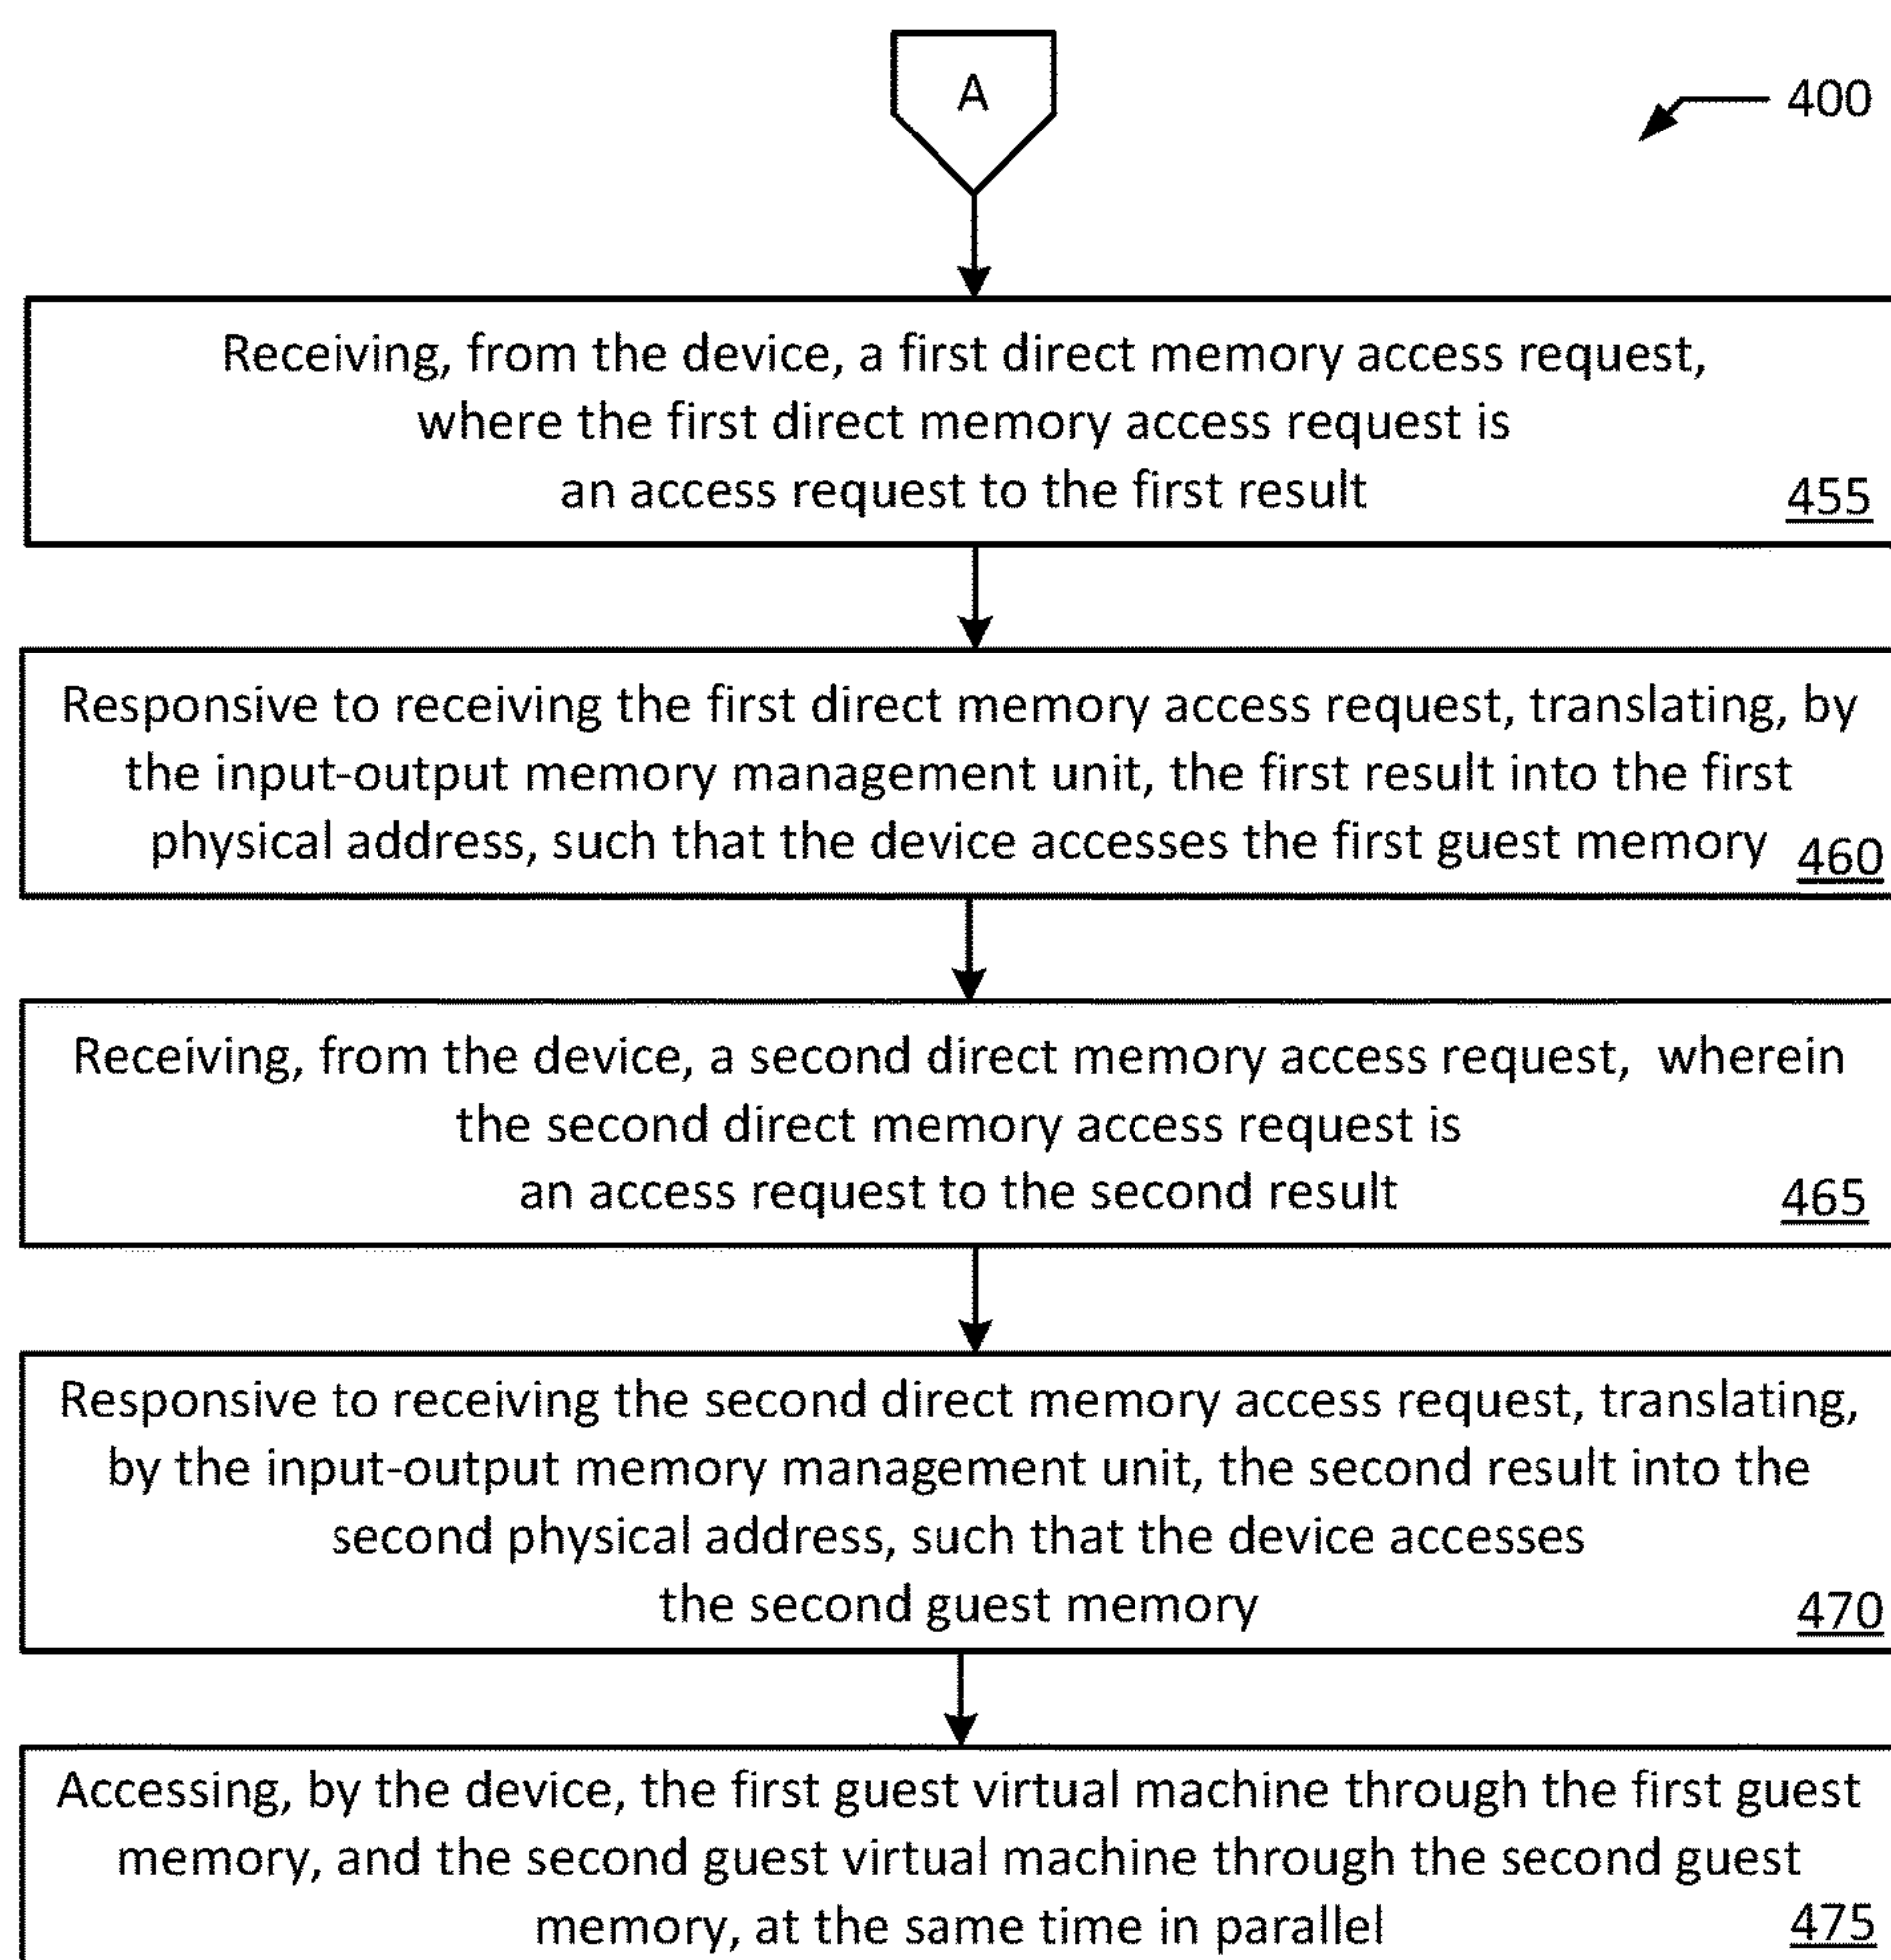 A
400
Receiving, from the device, a first direct memory access request,
where the first direct memory access request is
an access request to the first result
455
Responsive to receiving the first direct memory access request, translating, by
the input-output memory management unit, the first result into the first
physical address, such that the device accesses the first guest memory
460
Receiving, from the device, a second direct memory access request, wherein
the second direct memory access request is
an access request to the second result
465
Responsive to receiving the second direct memory access request, translating,
by the input-output memory management unit, the second result into the
second physical address, such that the device accesses
the second guest memory
470
Accessing, by the device, the first guest virtual machine through the first guest
memory, and the second guest virtual machine through the second guest
memory, at the same time in parallel
475